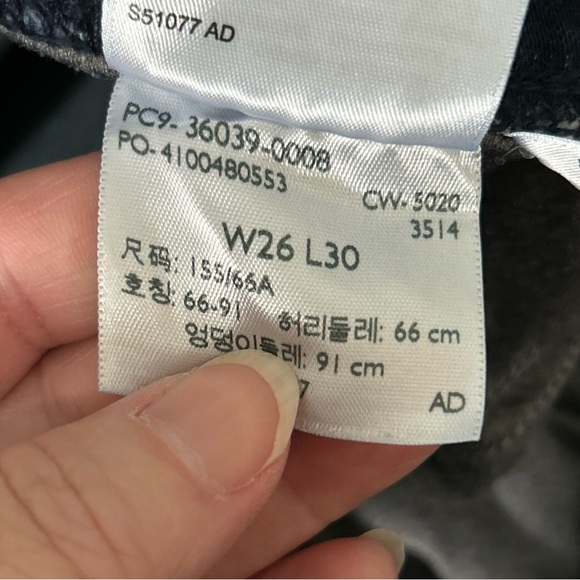 S51077 AD
PC9-36039-0008
PO-4100480553
CW-5020
3514
W26 L30
尺码: 155/66A
호칭: 66-91 허리둘레: 66 cm
엉덩이둘레: 91 cm
7 AD